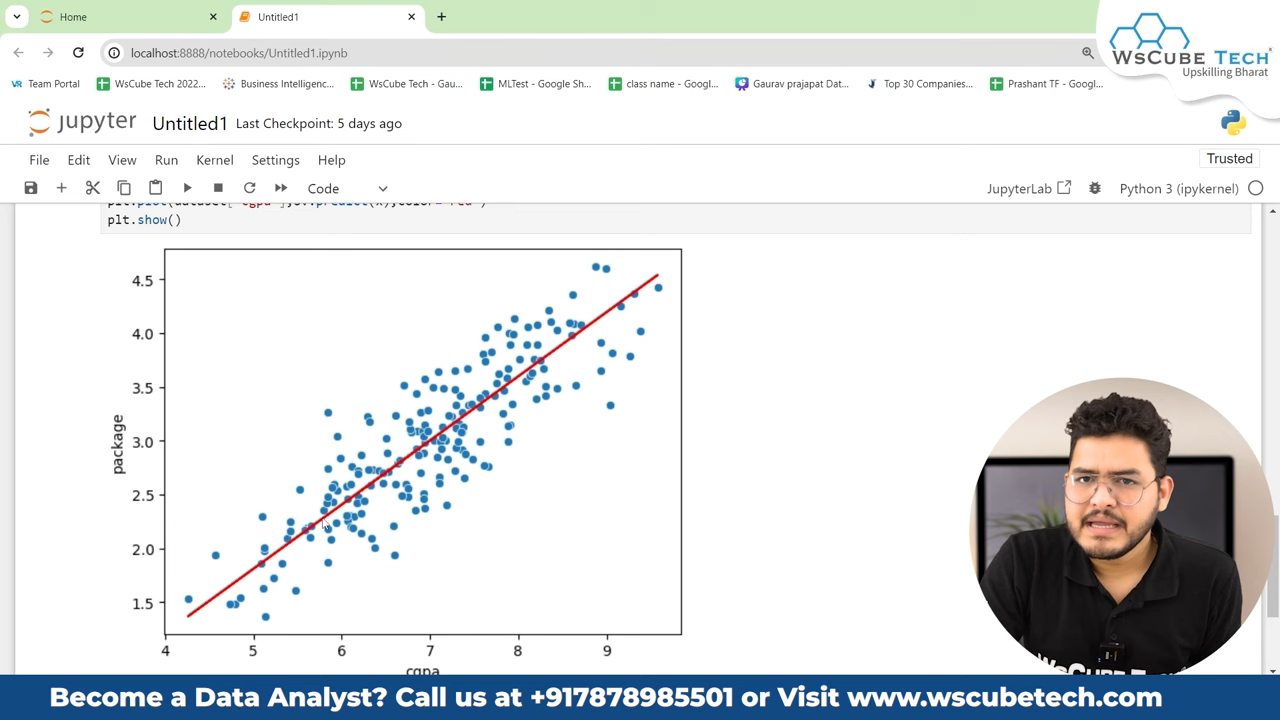 Home
Untitled1
localhost:8888/notebooks/Untitled1.ipynb
WsCube Tech
Upskilling Bharat
Team Portal
WsCube Tech 2022...
Business Intelligenc...
WsCube Tech - Gau...
MLTest - Google Sh...
class name - Googl...
Gaurav prajapat Dat...
Top 30 Companies...
Prashant TF - Googl...
jupyter Untitled1 Last Checkpoint: 5 days ago
File Edit View Run Kernel Settings Help
Trusted
Code
JupyterLab
Python 3 (ipykernel)
plt.show()
4.5
4.0
3.5
3.0
2.5
2.0
1.5
package
4 5 6 7 8 9
cgpa
Become a Data Analyst? Call us at +917878985501 or Visit www.wscubetech.com